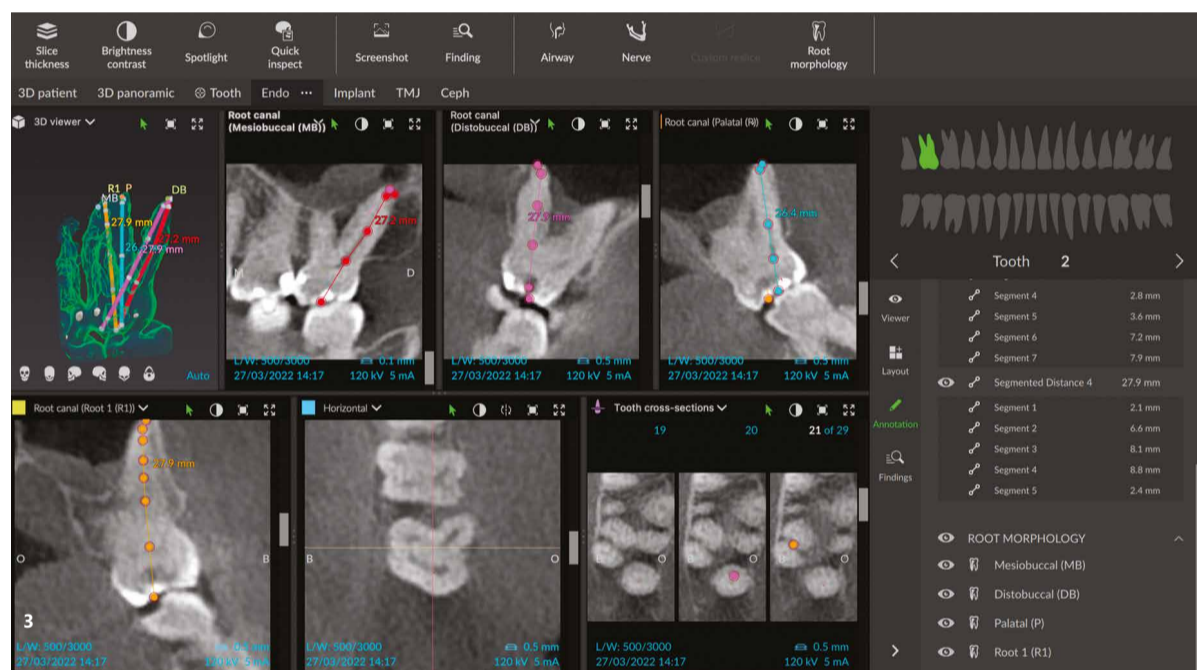 Slice thickness
Brightness contrast
Spotlight
Quick inspect
Screenshot
Finding
Airway
Nerve
Root morphology
3D patient 3D panoramic Tooth Endo ··· Implant TMJ Ceph
3D viewer
R1 P
MB
DB
27.9 mm
27.2 mm
27.9 mm
Auto
Root canal
(Mesiobuccal (MB))
27.2 mm
M
D
L/W: 500/3000
0.1 mm
27/03/2022 14:17
120 kV 5 mA
Root canal
(Distobuccal (DB))
L/W: 500/3000
0.5 mm
27/03/2022 14:17
120 kV 5 mA
Root canal (Palatal (P))
26.4 mm
L/W: 500/3000
0.5 mm
27/03/2022 14:17
120 kV 5 mA
Root canal (Root 1 (R1))
27.9 mm
O
B
3
L/W: 500/3000
0.5 mm
27/03/2022 14:17
120 kV 5 mA
Horizontal
B
O
L/W: 500/3000
0.5 mm
27/03/2022 14:17
120 kV 5 mA
Tooth cross-sections
19
20
21 of 29
O
O
O
L/W: 500/3000
0.5 mm
27/03/2022 14:17
120 kV 5 mA
Tooth 2
Viewer
Layout
Annotation
Findings
Segment 4 2.8 mm
Segment 5 3.6 mm
Segment 6 7.2 mm
Segment 7 7.9 mm
Segmented Distance 4 27.9 mm
Segment 1 2.1 mm
Segment 2 6.6 mm
Segment 3 8.1 mm
Segment 4 8.8 mm
Segment 5 2.4 mm
ROOT MORPHOLOGY
Mesiobuccal (MB)
Distobuccal (DB)
Palatal (P)
Root 1 (R1)